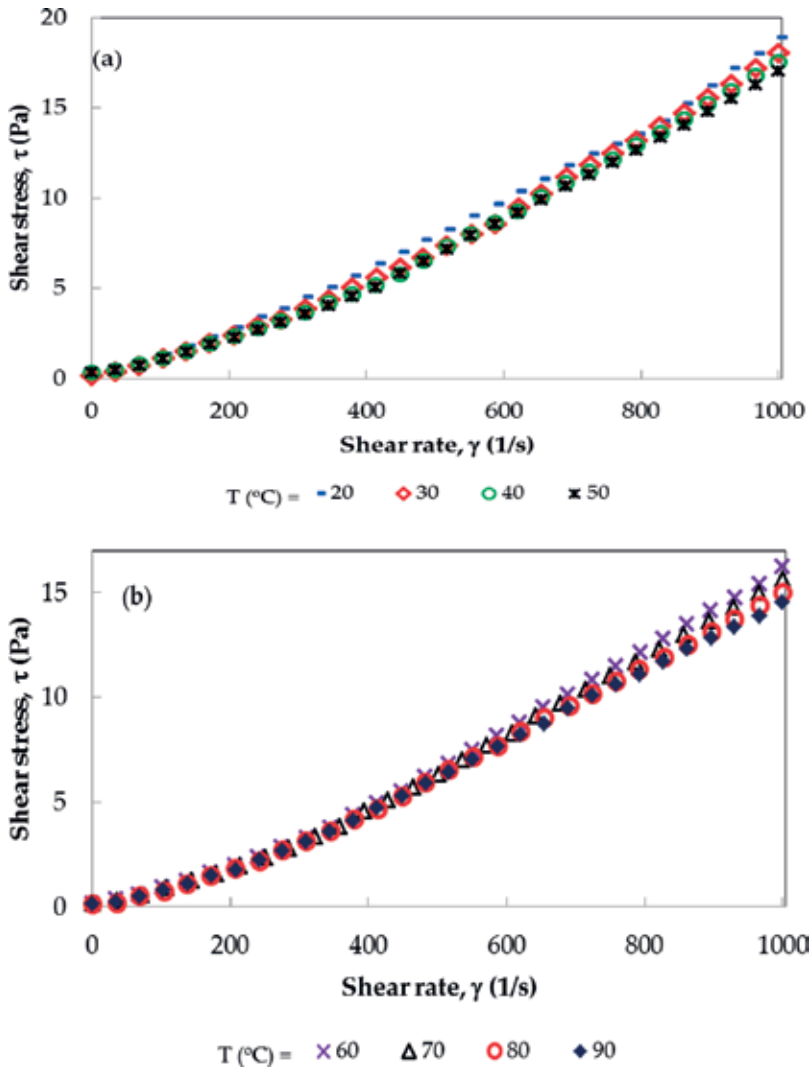 20
(a)
15
10
5
0
Shear stress, τ (Pa)
0 200 400 600 800 1000
Shear rate, γ (1/s)
T (ºC) = 20 30 40 50
(b)
15
10
5
0
Shear stress, τ (Pa)
0 200 400 600 800 1000
Shear rate, γ (1/s)
T (ºC) = 60 70 80 90